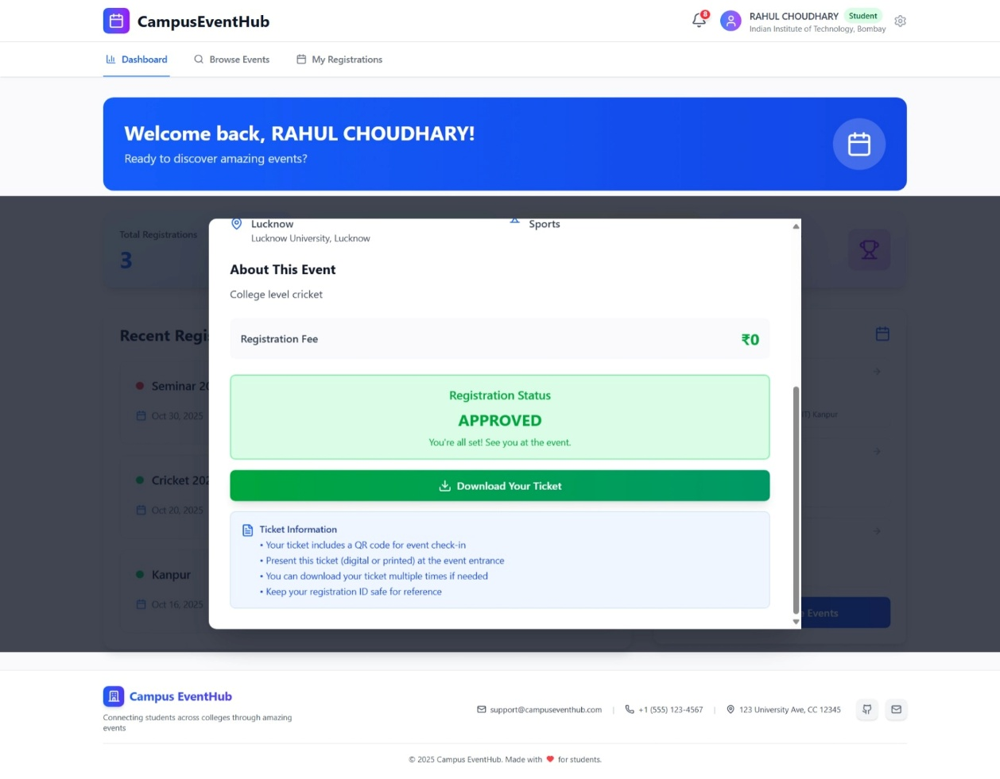 CampusEventHub
8
RAHUL CHOUDHARY Student
Indian Institute of Technology, Bombay
Dashboard
Browse Events
My Registrations
Welcome back, RAHUL CHOUDHARY!
Ready to discover amazing events?
Total Registrations
3
Recent Regi
Seminar 20
Oct 30, 2025
Cricket 202
Oct 20, 2025
Kanpur
Oct 16, 2025
Lucknow
Lucknow University, Lucknow
Sports
About This Event
College level cricket
Registration Fee
₹0
Registration Status
APPROVED
You're all set! See you at the event.
Download Your Ticket
Ticket Information
• Your ticket includes a QR code for event check-in
• Present this ticket (digital or printed) at the event entrance
• You can download your ticket multiple times if needed
• Keep your registration ID safe for reference
Kanpur
Events
Campus EventHub
Connecting students across colleges through amazing
events
support@campuseventhub.com
+1 (555) 123-4567
123 University Ave, CC 12345
© 2025 Campus EventHub. Made with ❤ for students.